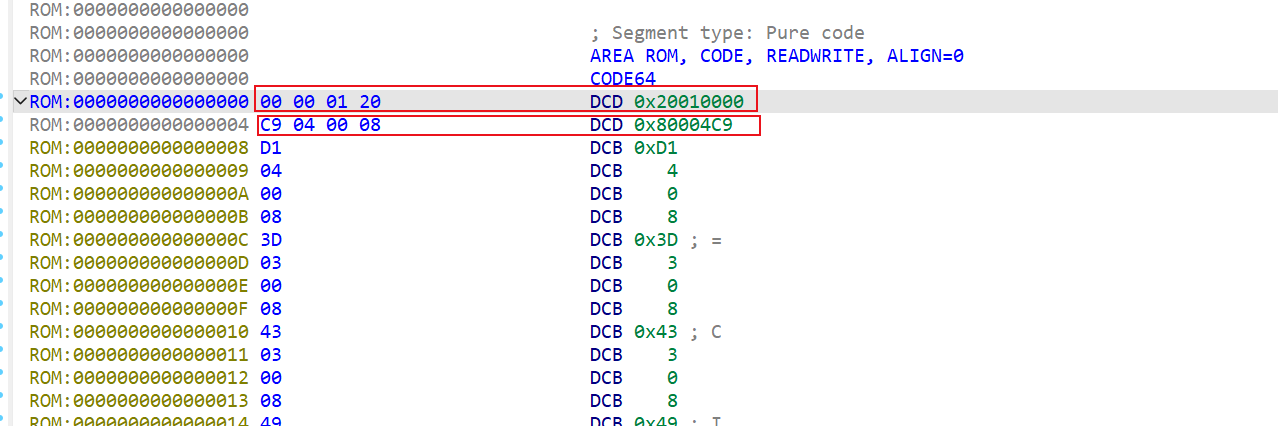 ROM:0000000000000000
ROM:0000000000000000 ; Segment type: Pure code
ROM:0000000000000000 AREA ROM, CODE, READWRITE, ALIGN=0
ROM:0000000000000000 CODE64
ROM:0000000000000000 00 00 01 20 DCD 0x20010000
ROM:0000000000000004 C9 04 00 08 DCD 0x80004C9
ROM:0000000000000008 D1 DCB 0xD1
ROM:0000000000000009 04 DCB 4
ROM:000000000000000A 00 DCB 0
ROM:000000000000000B 08 DCB 8
ROM:000000000000000C 3D DCB 0x3D ; =
ROM:000000000000000D 03 DCB 3
ROM:000000000000000E 00 DCB 0
ROM:000000000000000F 08 DCB 8
ROM:0000000000000010 43 DCB 0x43 ; C
ROM:0000000000000011 03 DCB 3
ROM:0000000000000012 00 DCB 0
ROM:0000000000000013 08 DCB 8
ROM:0000000000000014 49 DCB 0x49 ; I